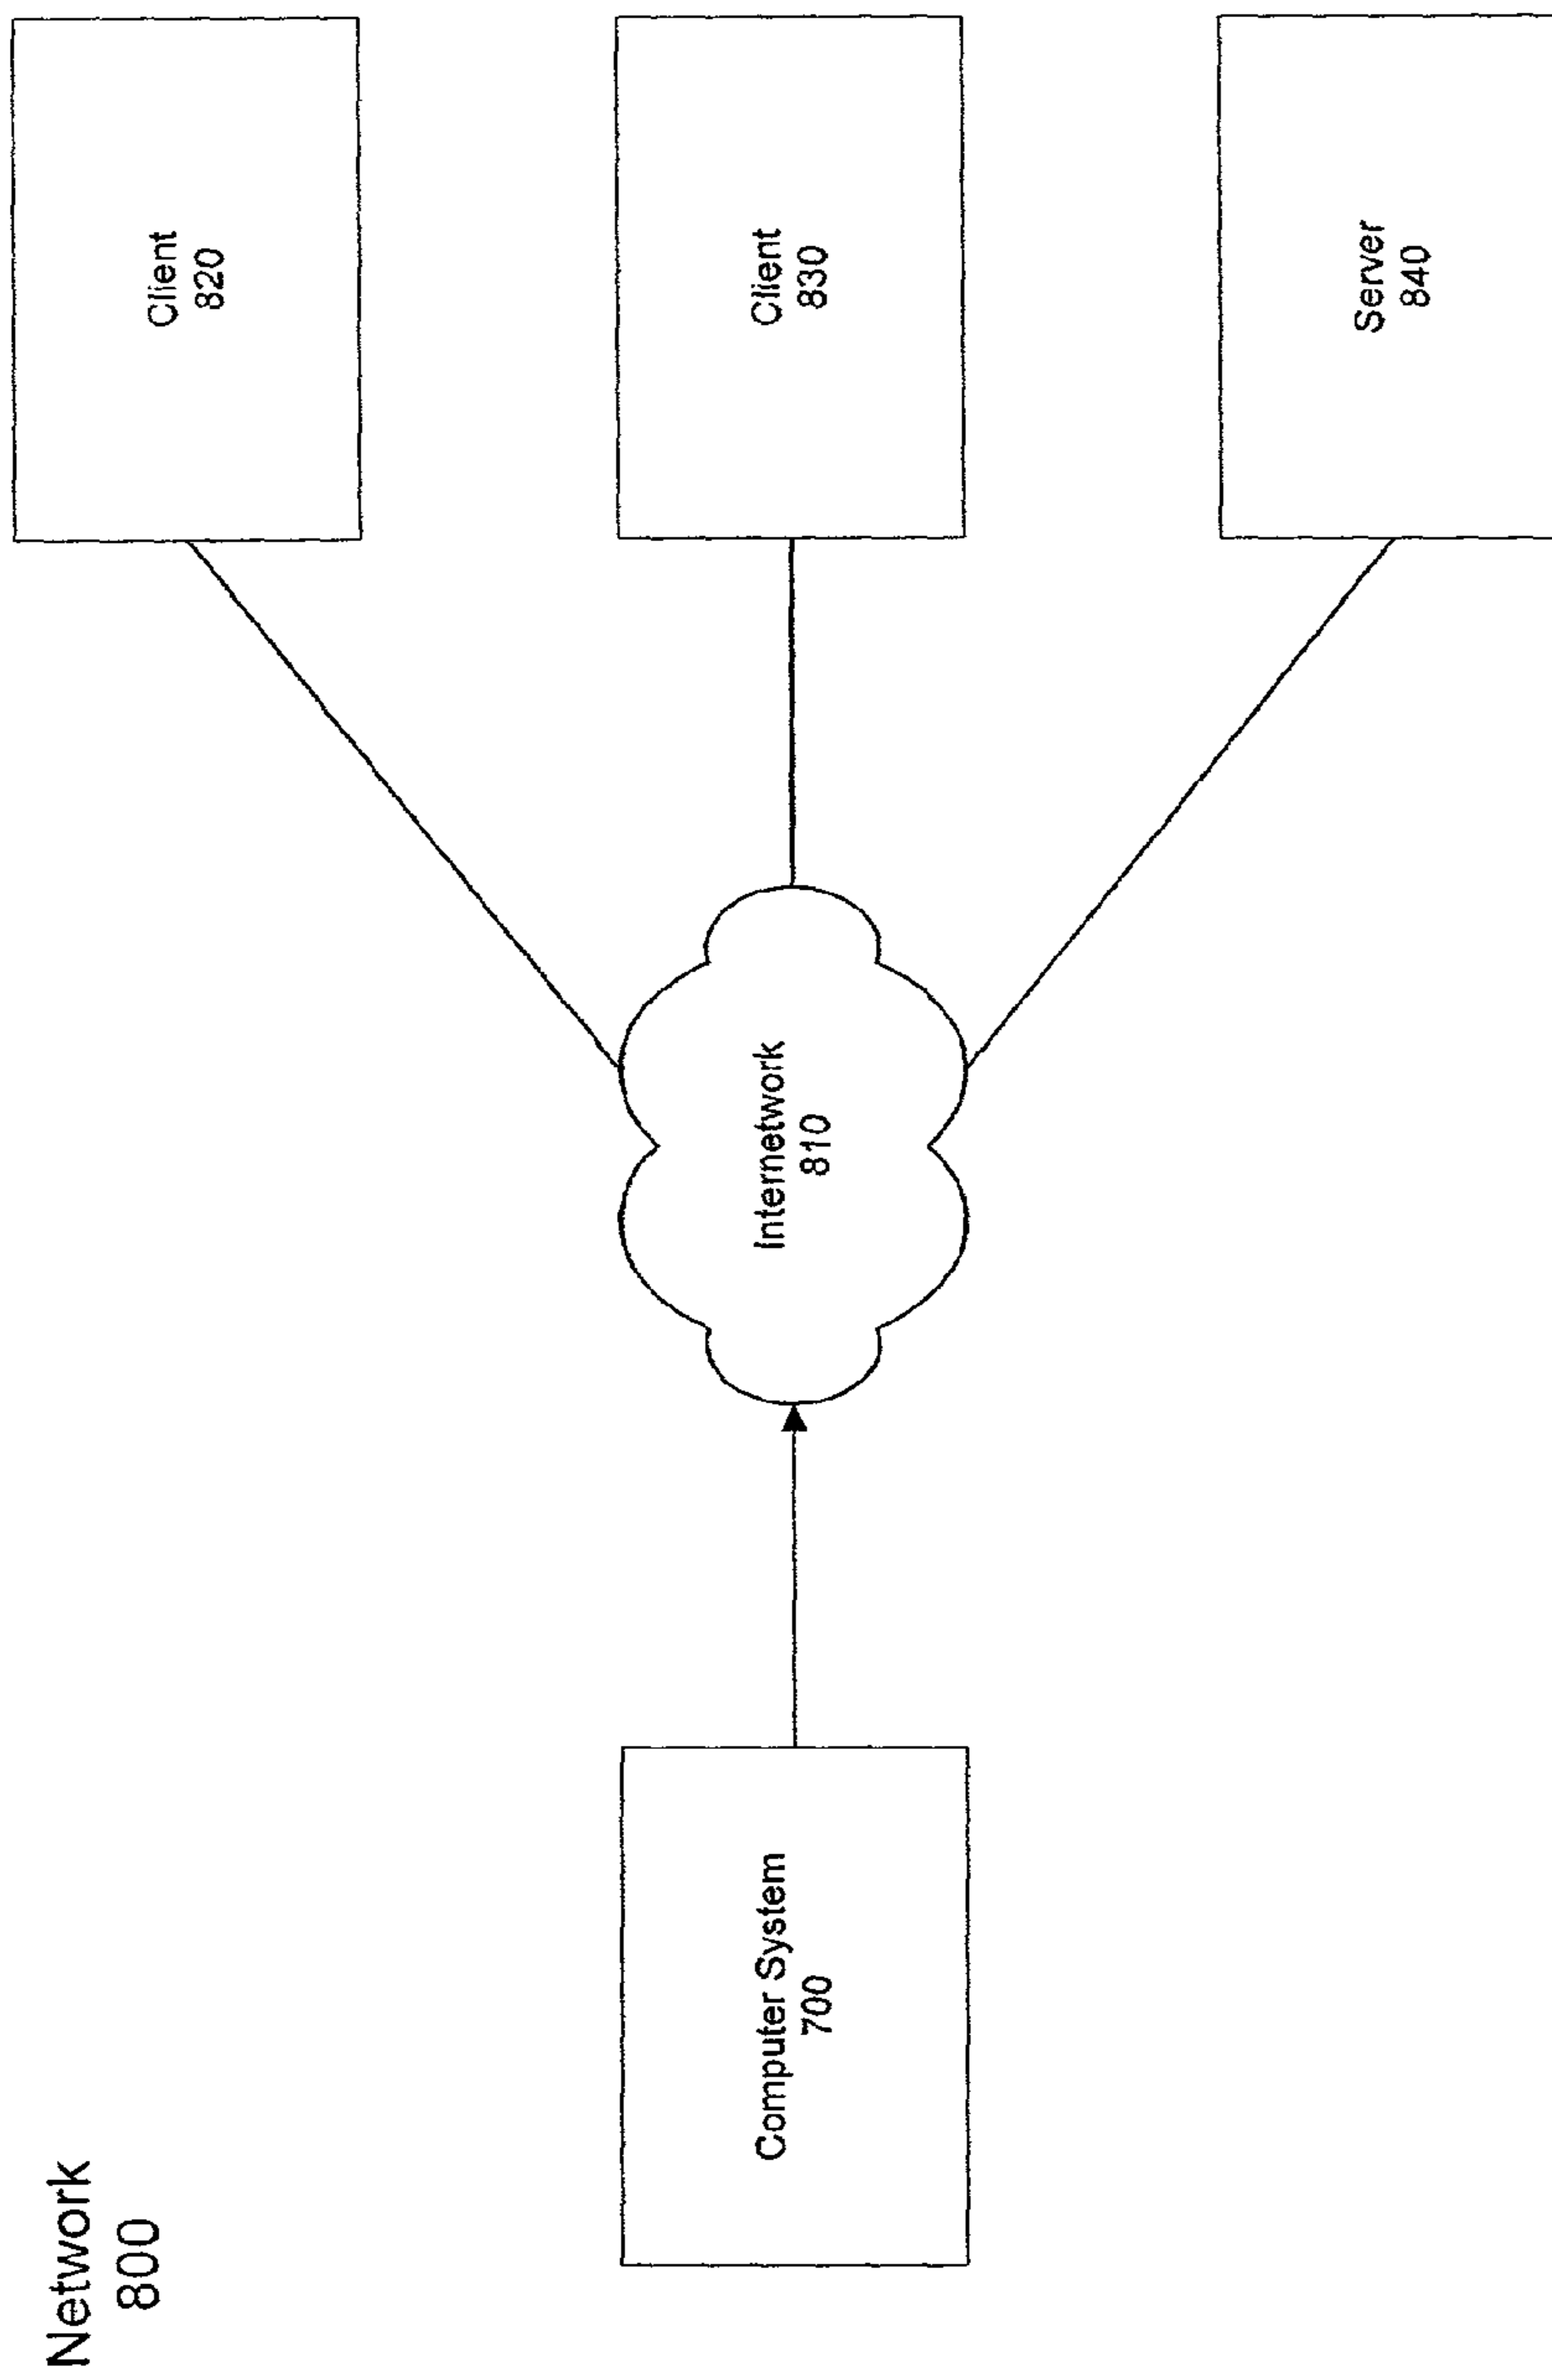 Network
800
Computer System
700
Internetwork
810
Client
820
Client
830
Server
840